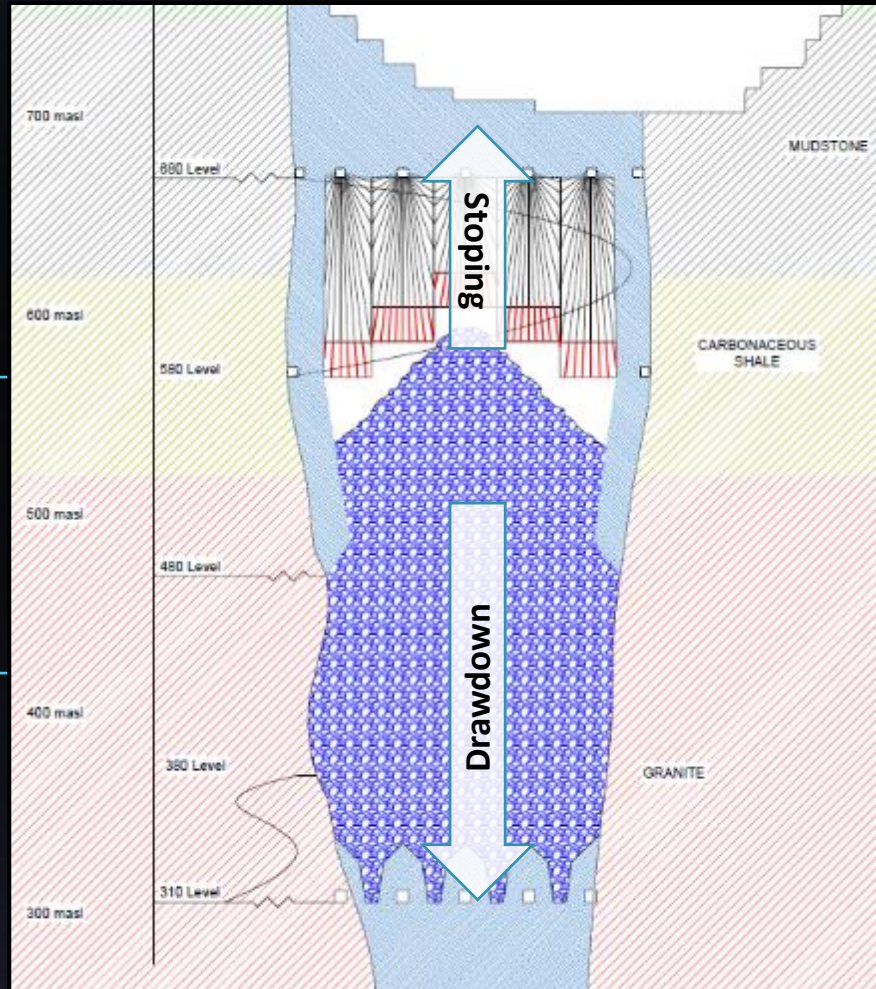 700 masl
MUDSTONE
680 Level
Stoping
600 masl
CARBONACEOUS
SHALE
580 Level
500 masl
480 Level
Drawdown
400 masl
380 Level
GRANITE
310 Level
300 masl